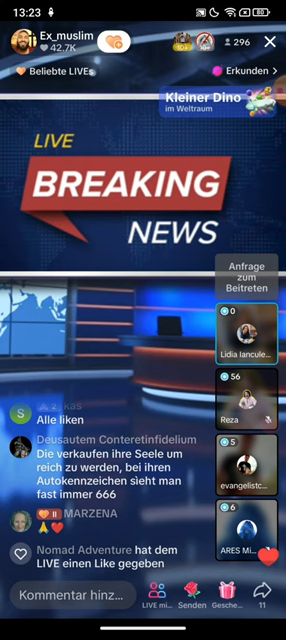 13:23
80
Ex_muslim
42.7K
296
Beliebte LIVEs
Erkunden
Kleiner Dino
im Weltraum
LIVE
BREAKING
NEWS
Anfrage
zum
Beitreten
0
Lidia Iancule...
56
Reza
5
evangelistc...
6
ARES Mi...
S
Alle liken
Deusautem Conteretinfidelium
Die verkaufen ihre Seele um
reich zu werden, bei ihren
Autokennzeichen sieht man
fast immer 666
II MARZENA
🙏❤️
Nomad Adventure hat dem
LIVE einen Like gegeben
Kommentar hinz...
LIVE mi...
Senden
Gesche...
11